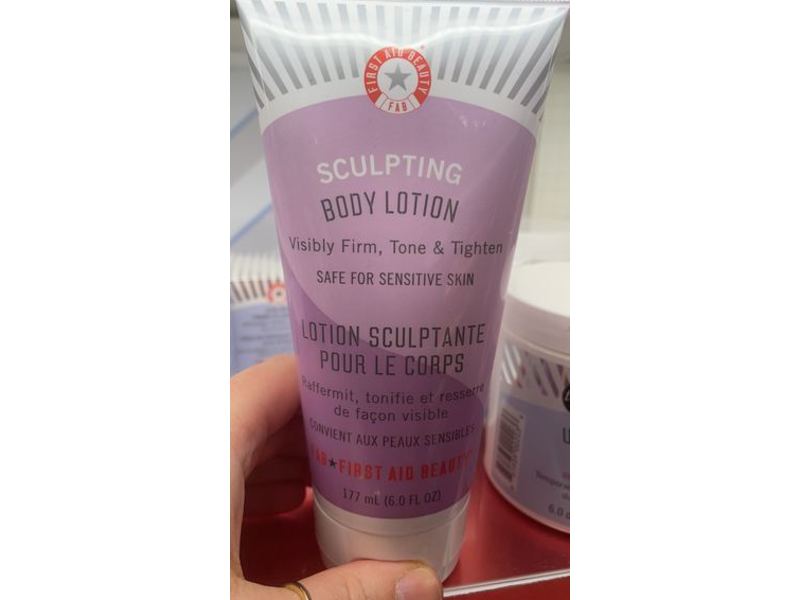 FIRST AID BEAUTY
FAB
SCULPTING
BODY LOTION
Visibly Firm, Tone & Tighten
SAFE FOR SENSITIVE SKIN
LOTION SCULPTANTE
POUR LE CORPS
Raffermit, tonifie et resserre
de façon visible
CONVIENT AUX PEAUX SENSIBLES
FAB★FIRST AID BEAUTY
177 mL (6.0 FL OZ)
6.0